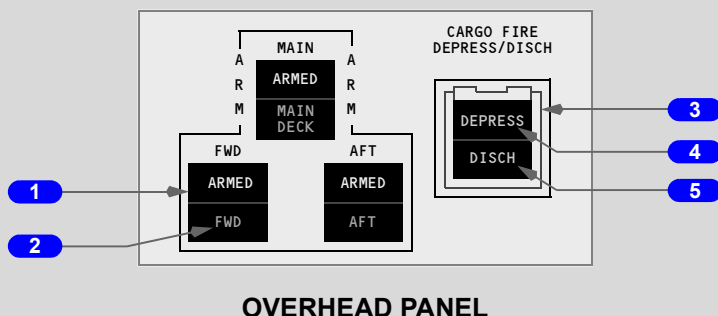 CARGO FIRE
DEPRESS/DISCH
MAIN
A
R
M
ARMED
MAIN
DECK
A
R
M
FWD
ARMED
FWD
AFT
ARMED
AFT
DEPRESS
DISCH
1
2
3
4
5
OVERHEAD PANEL